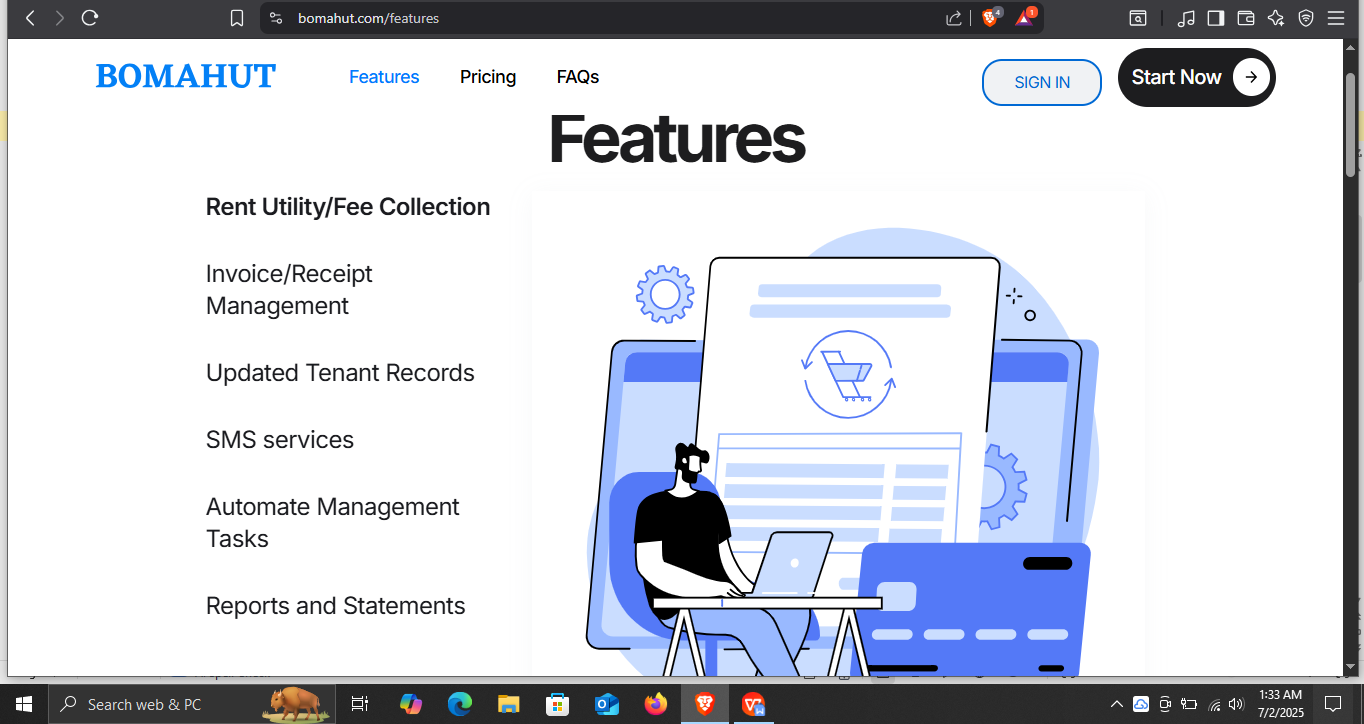 bomahut.com/features
4
1
BOMAHUT
Features
Pricing
FAQs
SIGN IN
Start Now
Features
Rent Utility/Fee Collection
Invoice/Receipt
Management
Updated Tenant Records
SMS services
Automate Management
Tasks
Reports and Statements
Search web & PC
1:33 AM
7/2/2025